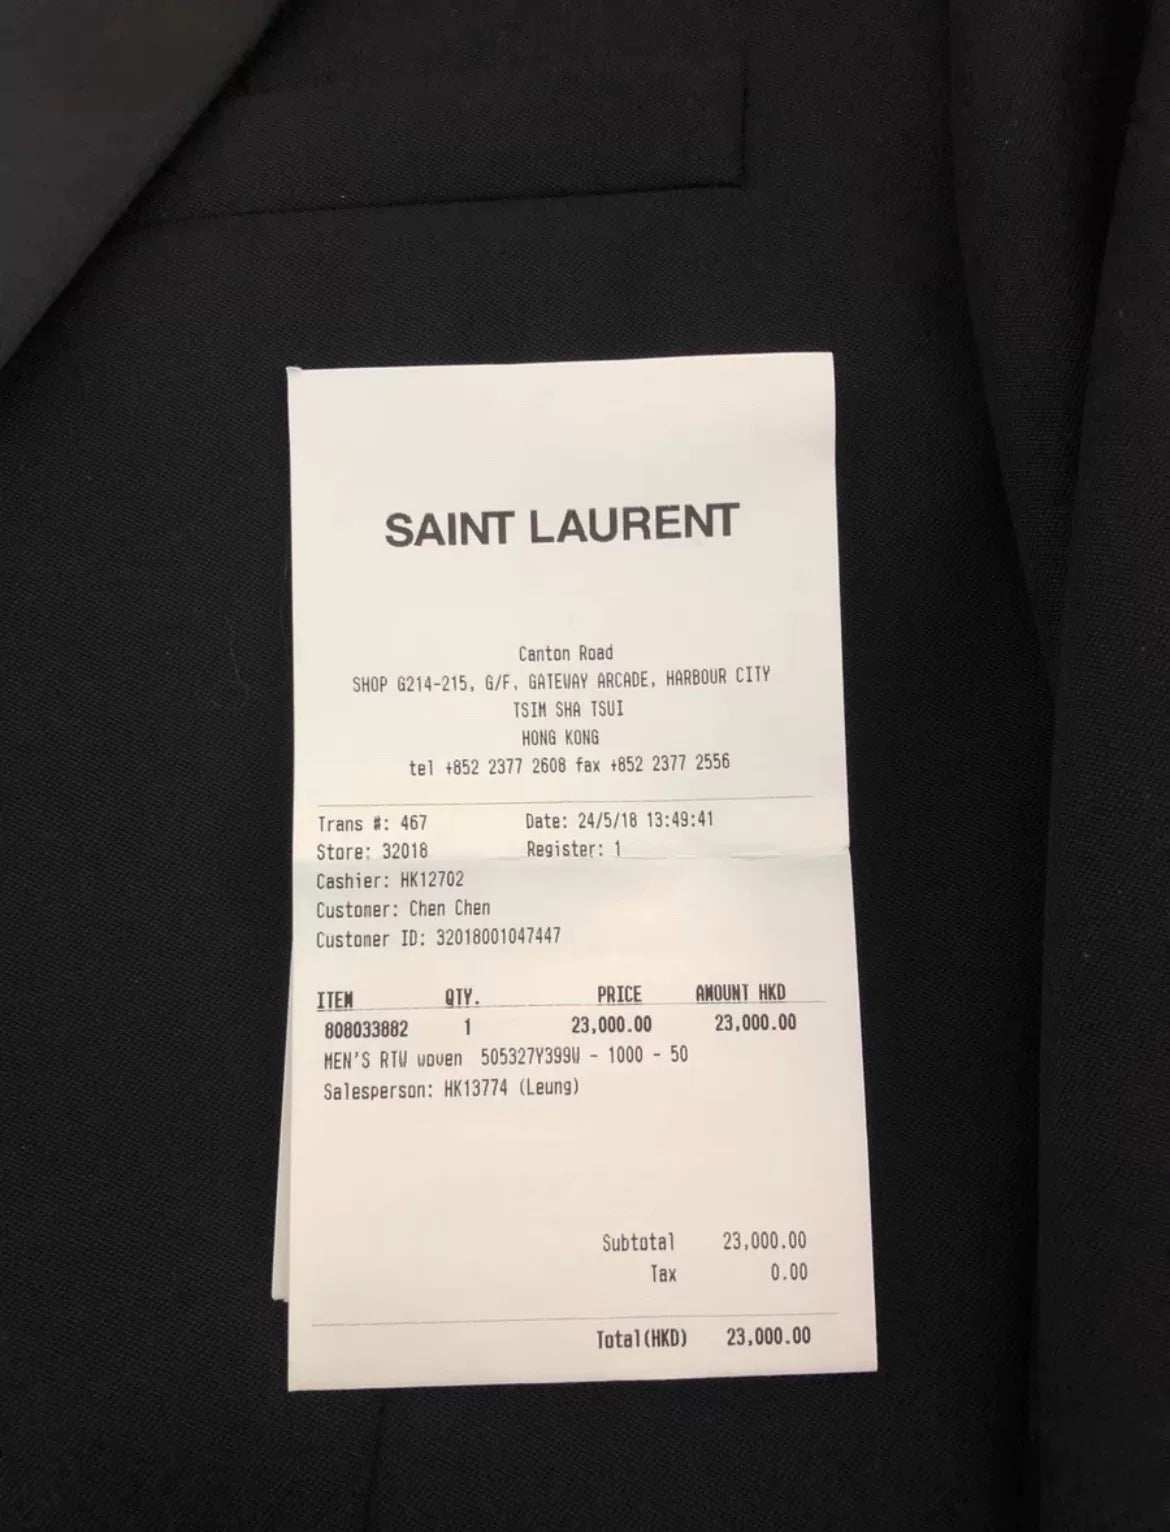 SAINT LAURENT
Canton Road
SHOP G214-215, G/F, GATEWAY ARCADE, HARBOUR CITY
TSIM SHA TSUI
HONG KONG
tel +852 2377 2608 fax +852 2377 2556
Trans #: 467 Date: 24/5/18 13:49:41
Store: 32018 Register: 1
Cashier: HK12702
Customer: Chen Chen
Customer ID: 32018001047447
ITEM QTY. PRICE AMOUNT HKD
808033882 1 23,000.00 23,000.00
MEN'S RTW woven 505327Y399W - 1000 - 50
Salesperson: HK13774 (Leung)
Subtotal 23,000.00
Tax 0.00
Total(HKD) 23,000.00